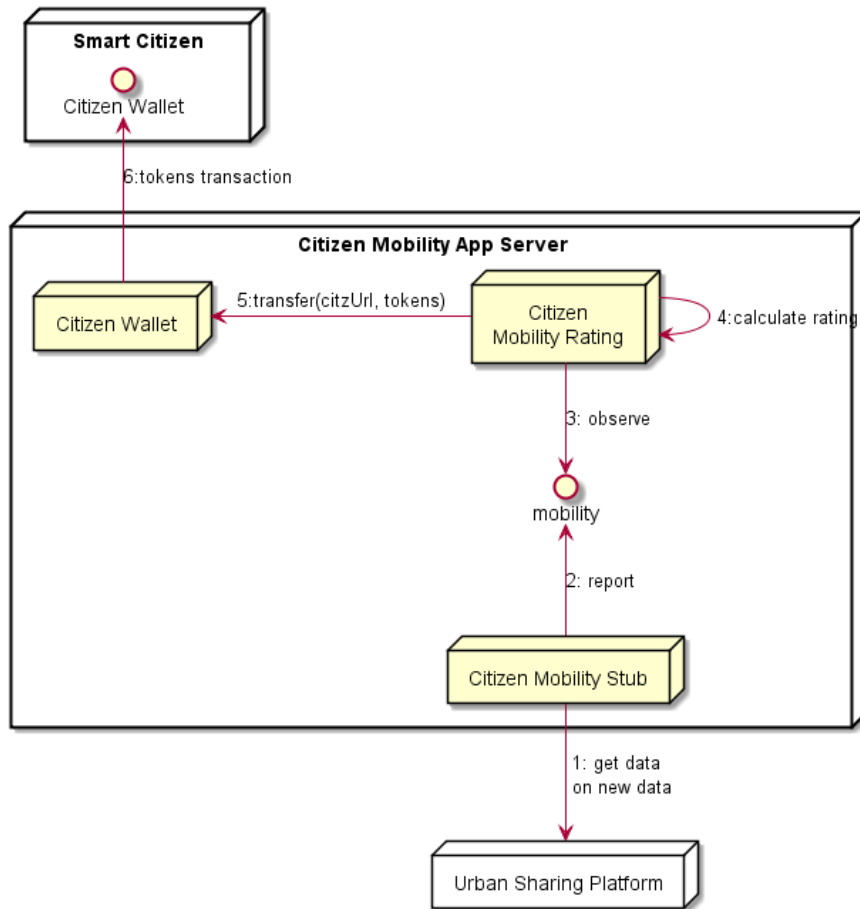 Smart Citizen
Citizen Wallet
6:tokens transaction
Citizen Mobility App Server
Citizen Wallet
5:transfer(citzUrl, tokens)
Citizen
Mobility Rating
4:calculate rating
3: observe
mobility
2: report
Citizen Mobility Stub
1: get data
on new data
Urban Sharing Platform